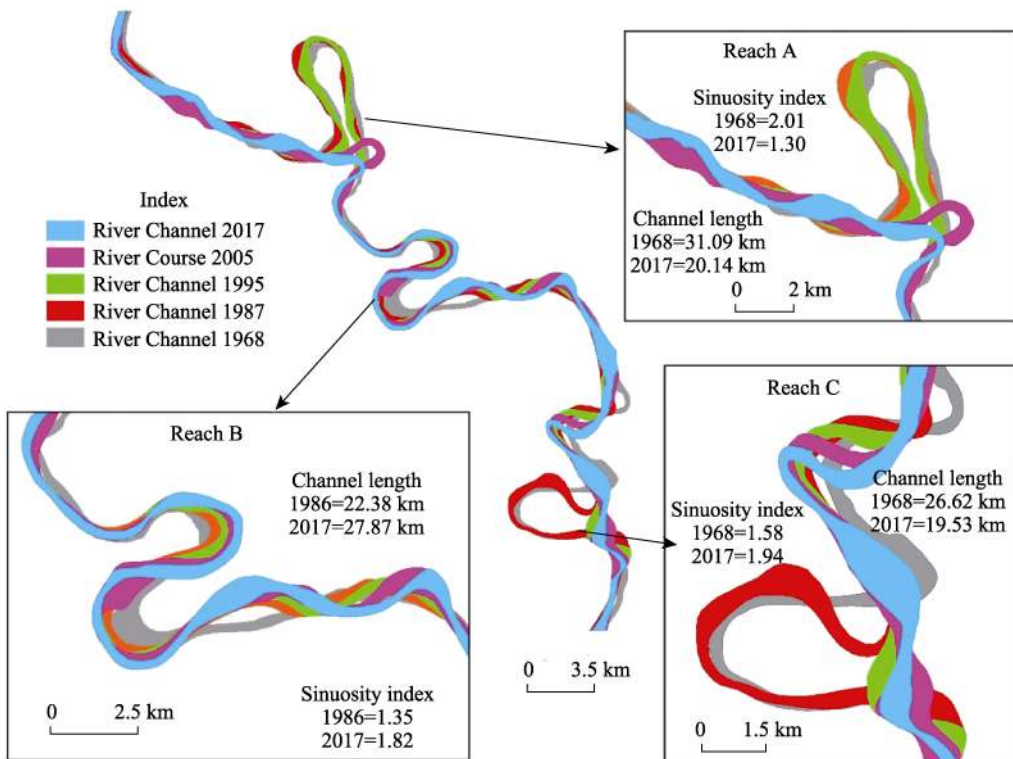 Reach A
Sinuosity index
1968=2.01
2017=1.30
Channel length
1968=31.09 km
2017=20.14 km
0 2 km
Index
River Channel 2017
River Course 2005
River Channel 1995
River Channel 1987
River Channel 1968
Reach B
Channel length
1986=22.38 km
2017=27.87 km
Sinuosity index
1986=1.35
2017=1.82
0 2.5 km
0 3.5 km
Reach C
Channel length
1968=26.62 km
2017=19.53 km
Sinuosity index
1968=1.58
2017=1.94
0 1.5 km